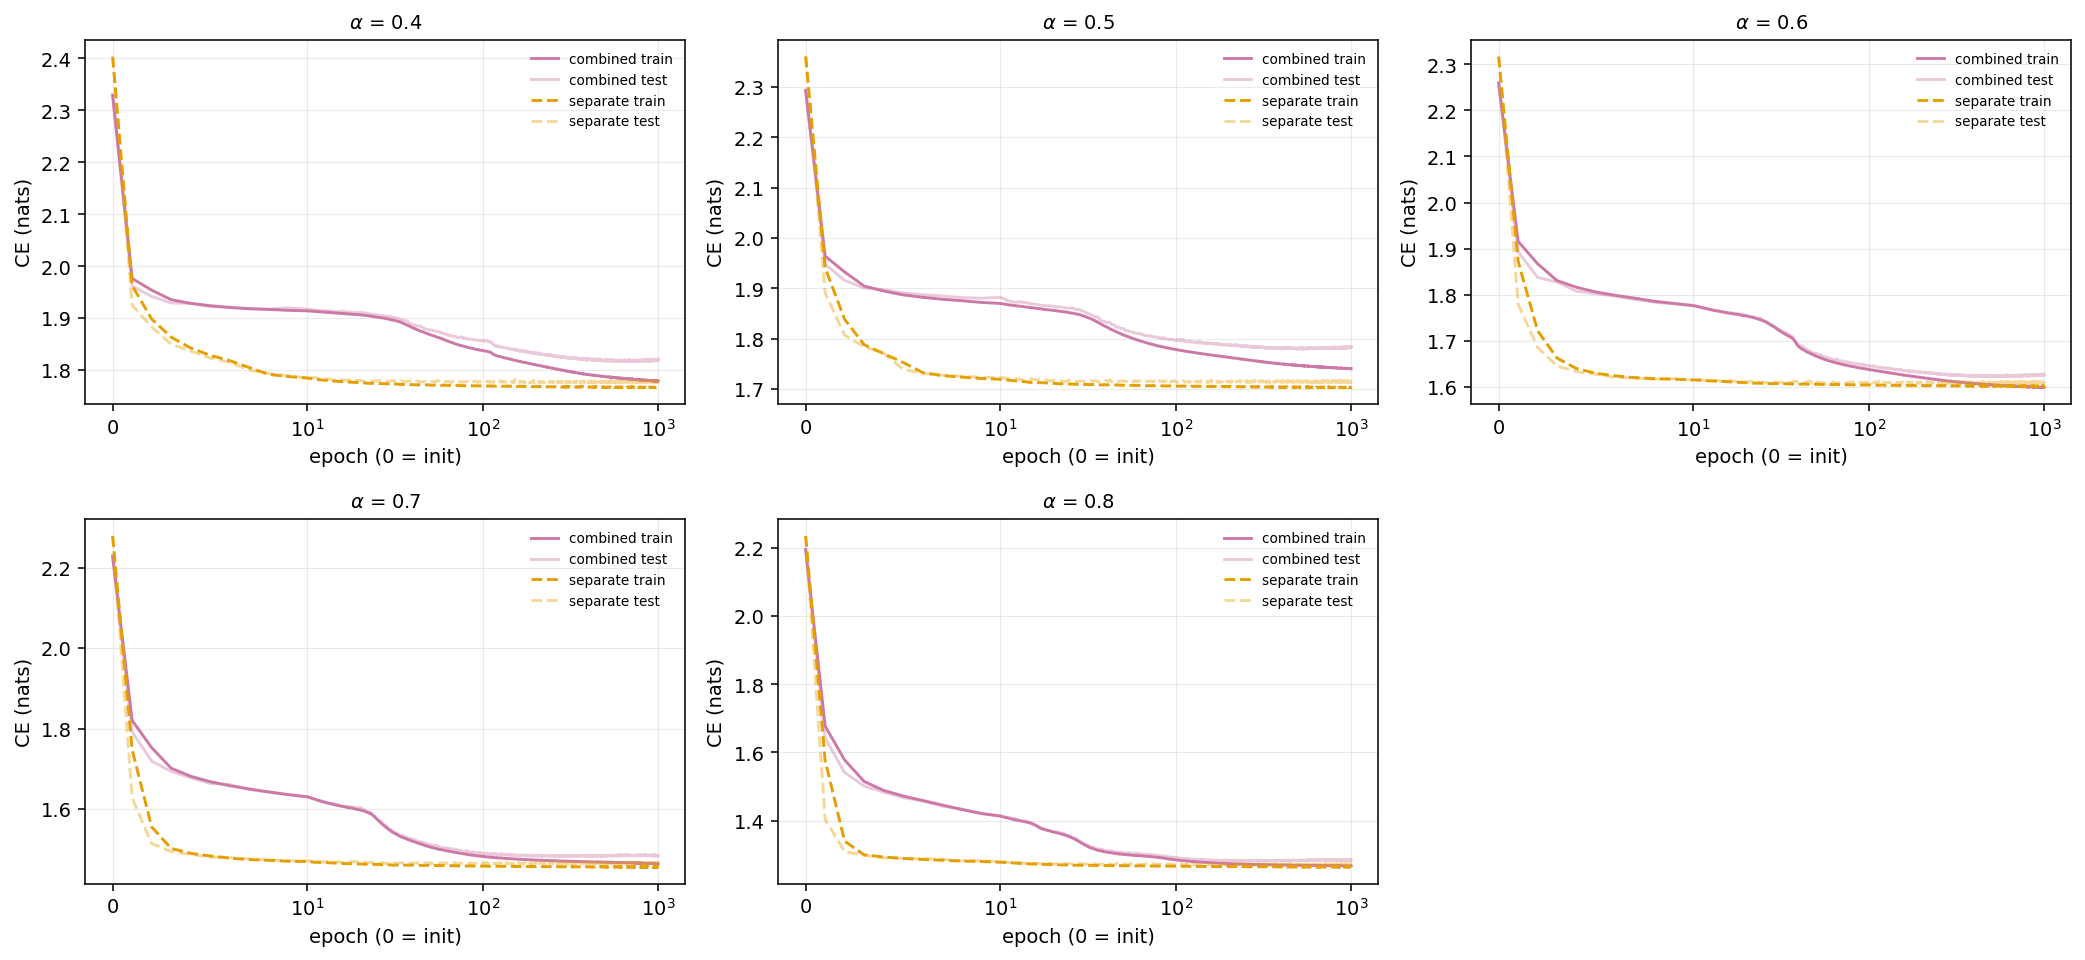 α = 0.4
2.4
2.3
2.2
2.1
2.0
1.9
1.8
CE (nats)
combined train
combined test
separate train
separate test
0
10¹
10²
10³
epoch (0 = init)
α = 0.5
2.3
2.2
2.1
2.0
1.9
1.8
1.7
CE (nats)
combined train
combined test
separate train
separate test
0
10¹
10²
10³
epoch (0 = init)
α = 0.6
2.3
2.2
2.1
2.0
1.9
1.8
1.7
1.6
CE (nats)
combined train
combined test
separate train
separate test
0
10¹
10²
10³
epoch (0 = init)
α = 0.7
2.2
2.0
1.8
1.6
CE (nats)
combined train
combined test
separate train
separate test
0
10¹
10²
10³
epoch (0 = init)
α = 0.8
2.2
2.0
1.8
1.6
1.4
CE (nats)
combined train
combined test
separate train
separate test
0
10¹
10²
10³
epoch (0 = init)